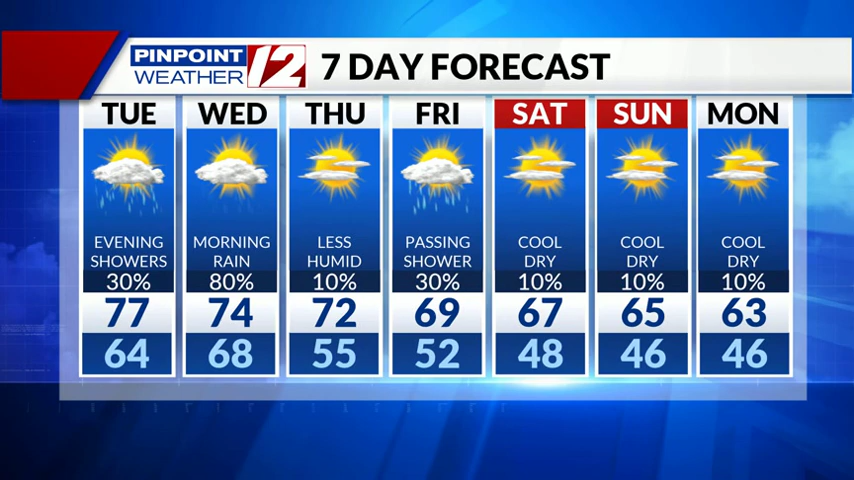 PINPOINT WEATHER 12 7 DAY FORECAST
TUE WED THU FRI SAT SUN MON
EVENING SHOWERS
30%
77
64
MORNING RAIN
80%
74
68
LESS HUMID
10%
72
55
PASSING SHOWER
30%
69
52
COOL DRY
10%
67
48
COOL DRY
10%
65
46
COOL DRY
10%
63
46